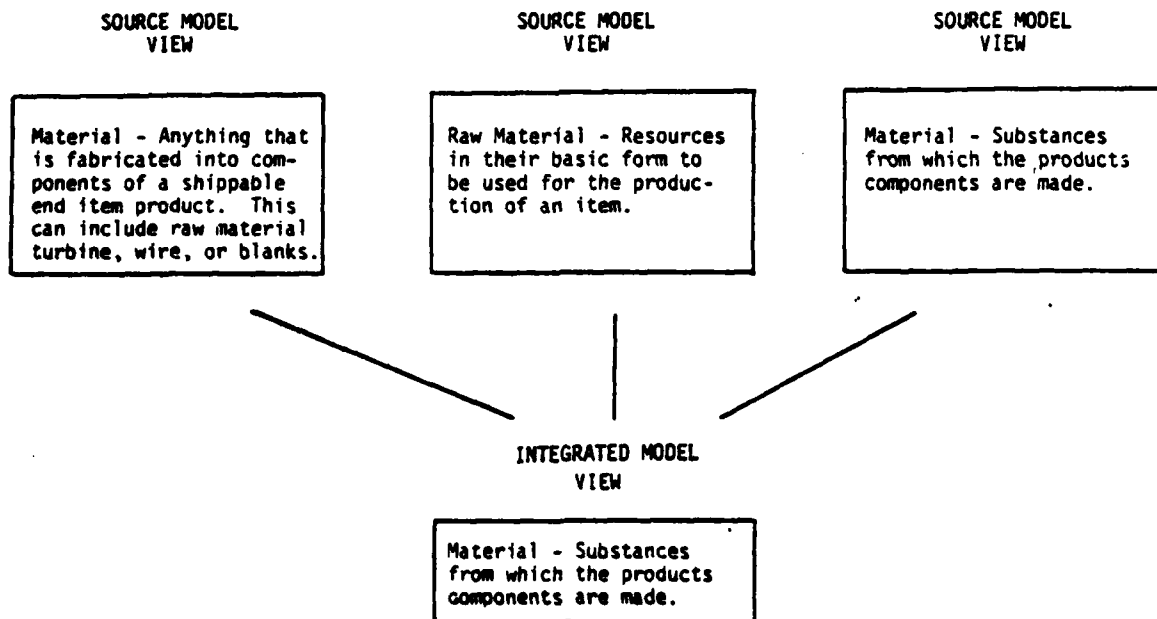 SOURCE MODEL
VIEW
SOURCE MODEL
VIEW
SOURCE MODEL
VIEW
Material - Anything that
is fabricated into com-
ponents of a shippable
end item product. This
can include raw material
turbine, wire, or blanks.
Raw Material - Resources
in their basic form to
be used for the produc-
tion of an item.
Material - Substances
from which the products
components are made.
INTEGRATED MODEL
VIEW
Material - Substances
from which the products
components are made.